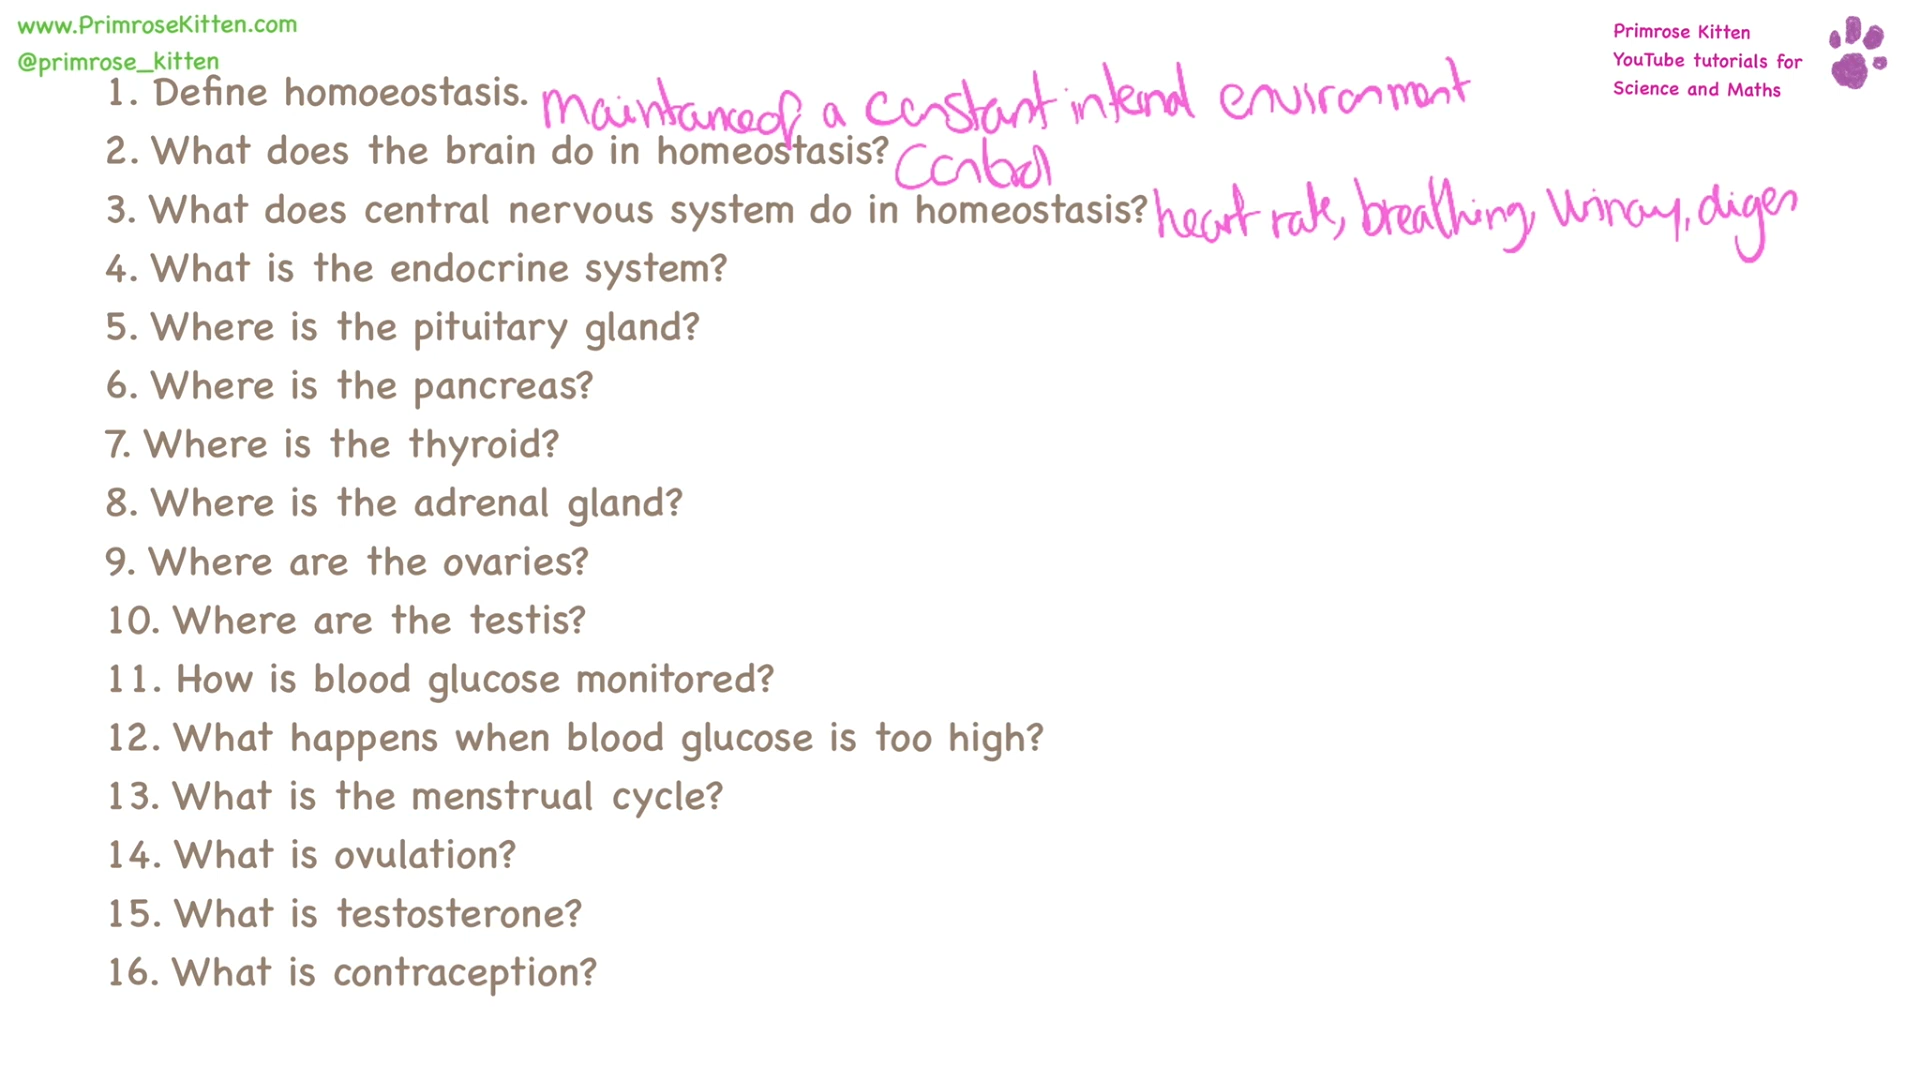 www.PrimroseKitten.com
@primrose_kitten
Primrose Kitten
YouTube tutorials for
Science and Maths
1. Define homoeostasis. Maintance of a constant internal environment
2. What does the brain do in homeostasis? Control
3. What does central nervous system do in homeostasis? heart rate, breathing, Urinary, diges
4. What is the endocrine system?
5. Where is the pituitary gland?
6. Where is the pancreas?
7. Where is the thyroid?
8. Where is the adrenal gland?
9. Where are the ovaries?
10. Where are the testis?
11. How is blood glucose monitored?
12. What happens when blood glucose is too high?
13. What is the menstrual cycle?
14. What is ovulation?
15. What is testosterone?
16. What is contraception?